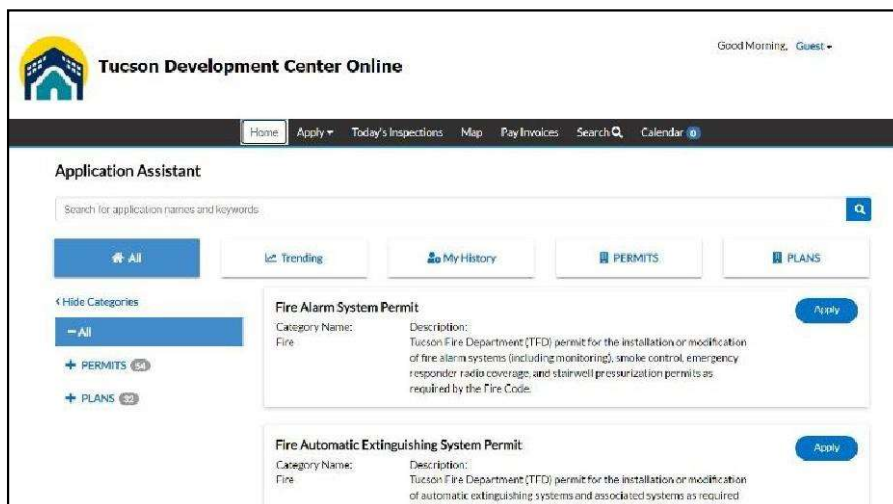 Good Morning, Guest
Tucson Development Center Online
Home Apply Today's Inspections Map Pay Invoices Search Calendar 0
Application Assistant
Search for application names and keywords
All Trending My History PERMITS PLANS
Hide Categories
All
PERMITS 54
PLANS 32
Fire Alarm System Permit
Apply
Category Name: Description:
Fire Tucson Fire Department (TFD) permit for the installation or modification
of fire alarm systems (including monitoring), smoke control, emergency
responder radio coverage, and stairwell pressurization permits as
required by the Fire Code.
Fire Automatic Extinguishing System Permit
Apply
Category Name: Description:
Fire Tucson Fire Department (TFD) permit for the installation or modification
of automatic extinguishing systems and associated systems as required